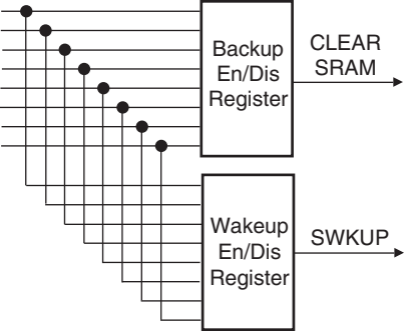 Backup
En/Dis
Register
CLEAR
SRAM
Wakeup
En/Dis
Register
SWKUP